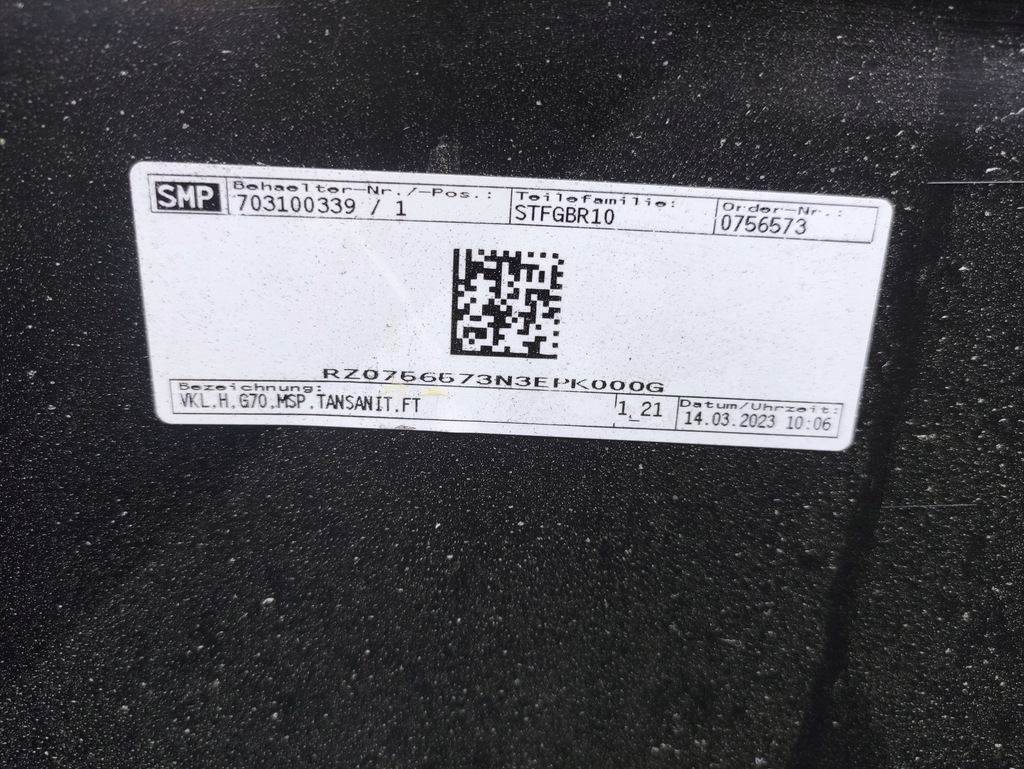 SMP
Behaelter-Nr./-Pos.: Teilefamilie: Order-Nr.:
703100339 / 1 STFGBR10 0756573
RZ0756573N3EPK000G
Bezeichnung: Datum/Uhrzeit:
VKL.H.G70.MSP.TANSANIT.FT 1_21 14.03.2023 10:06